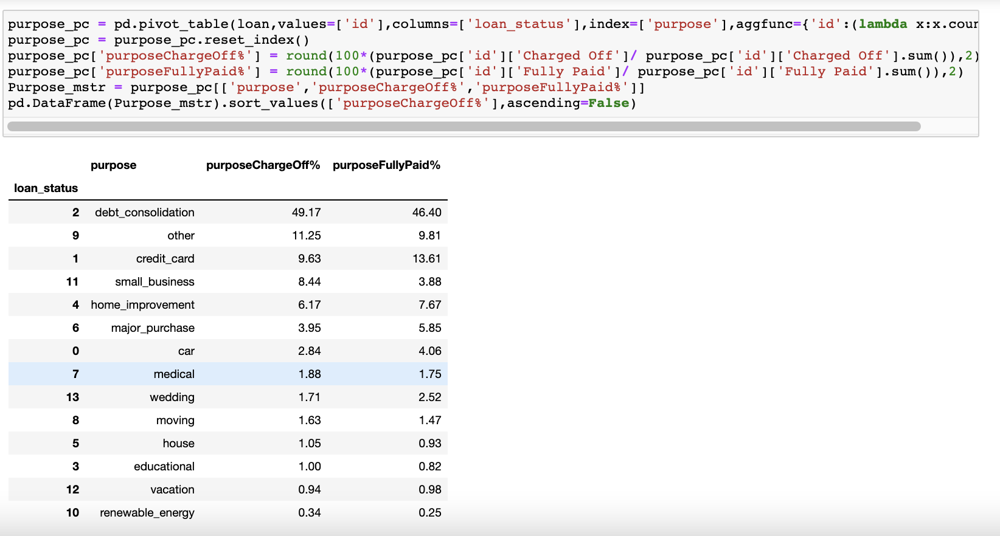 purpose_pc = pd.pivot_table(loan,values=['id'],columns=['loan_status'],index=['purpose'],aggfunc={'id':(lambda x:x.coun
purpose_pc = purpose_pc.reset_index()
purpose_pc['purposeChargeOff%'] = round(100*(purpose_pc['id']['Charged Off']/ purpose_pc['id']['Charged Off'].sum()),2)
purpose_pc['purposeFullyPaid%'] = round(100*(purpose_pc['id']['Fully Paid']/ purpose_pc['id']['Fully Paid'].sum()),2)
Purpose_mstr = purpose_pc[['purpose','purposeChargeOff%','purposeFullyPaid%']]
pd.DataFrame(Purpose_mstr).sort_values(['purposeChargeOff%'],ascending=False)
purpose purposeChargeOff% purposeFullyPaid%
loan_status
2 debt_consolidation 49.17 46.40
9 other 11.25 9.81
1 credit_card 9.63 13.61
11 small_business 8.44 3.88
4 home_improvement 6.17 7.67
6 major_purchase 3.95 5.85
0 car 2.84 4.06
7 medical 1.88 1.75
13 wedding 1.71 2.52
8 moving 1.63 1.47
5 house 1.05 0.93
3 educational 1.00 0.82
12 vacation 0.94 0.98
10 renewable_energy 0.34 0.25